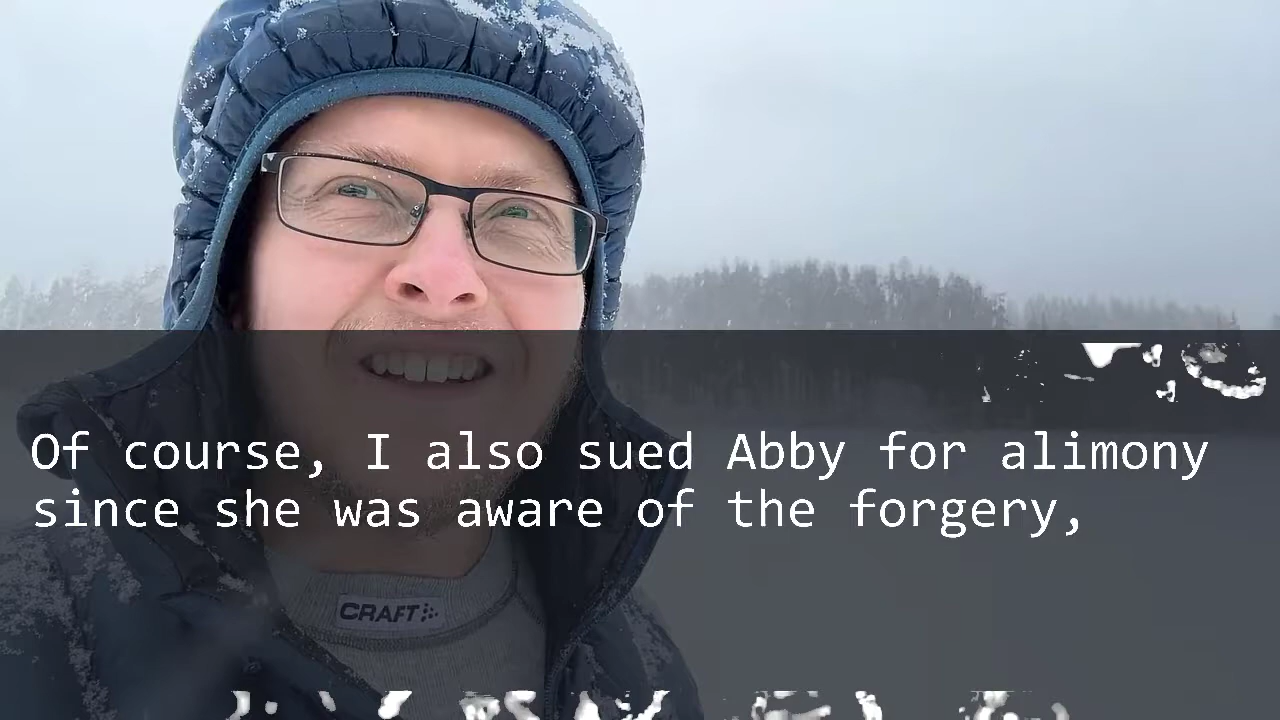 Of course, I also sued Abby for alimony
since she was aware of the forgery,
CRAFT